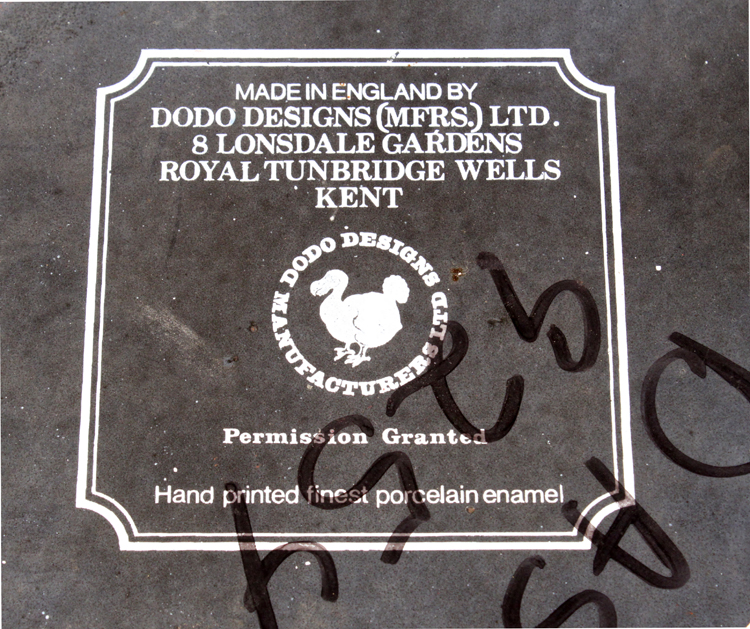 MADE IN ENGLAND BY
DODO DESIGNS (MFRS.) LTD.
8 LONSDALE GARDENS
ROYAL TUNBRIDGE WELLS
KENT
DODO DESIGNS
MANUFACTURERS LTD
Permission Granted
Hand printed finest porcelain enamel